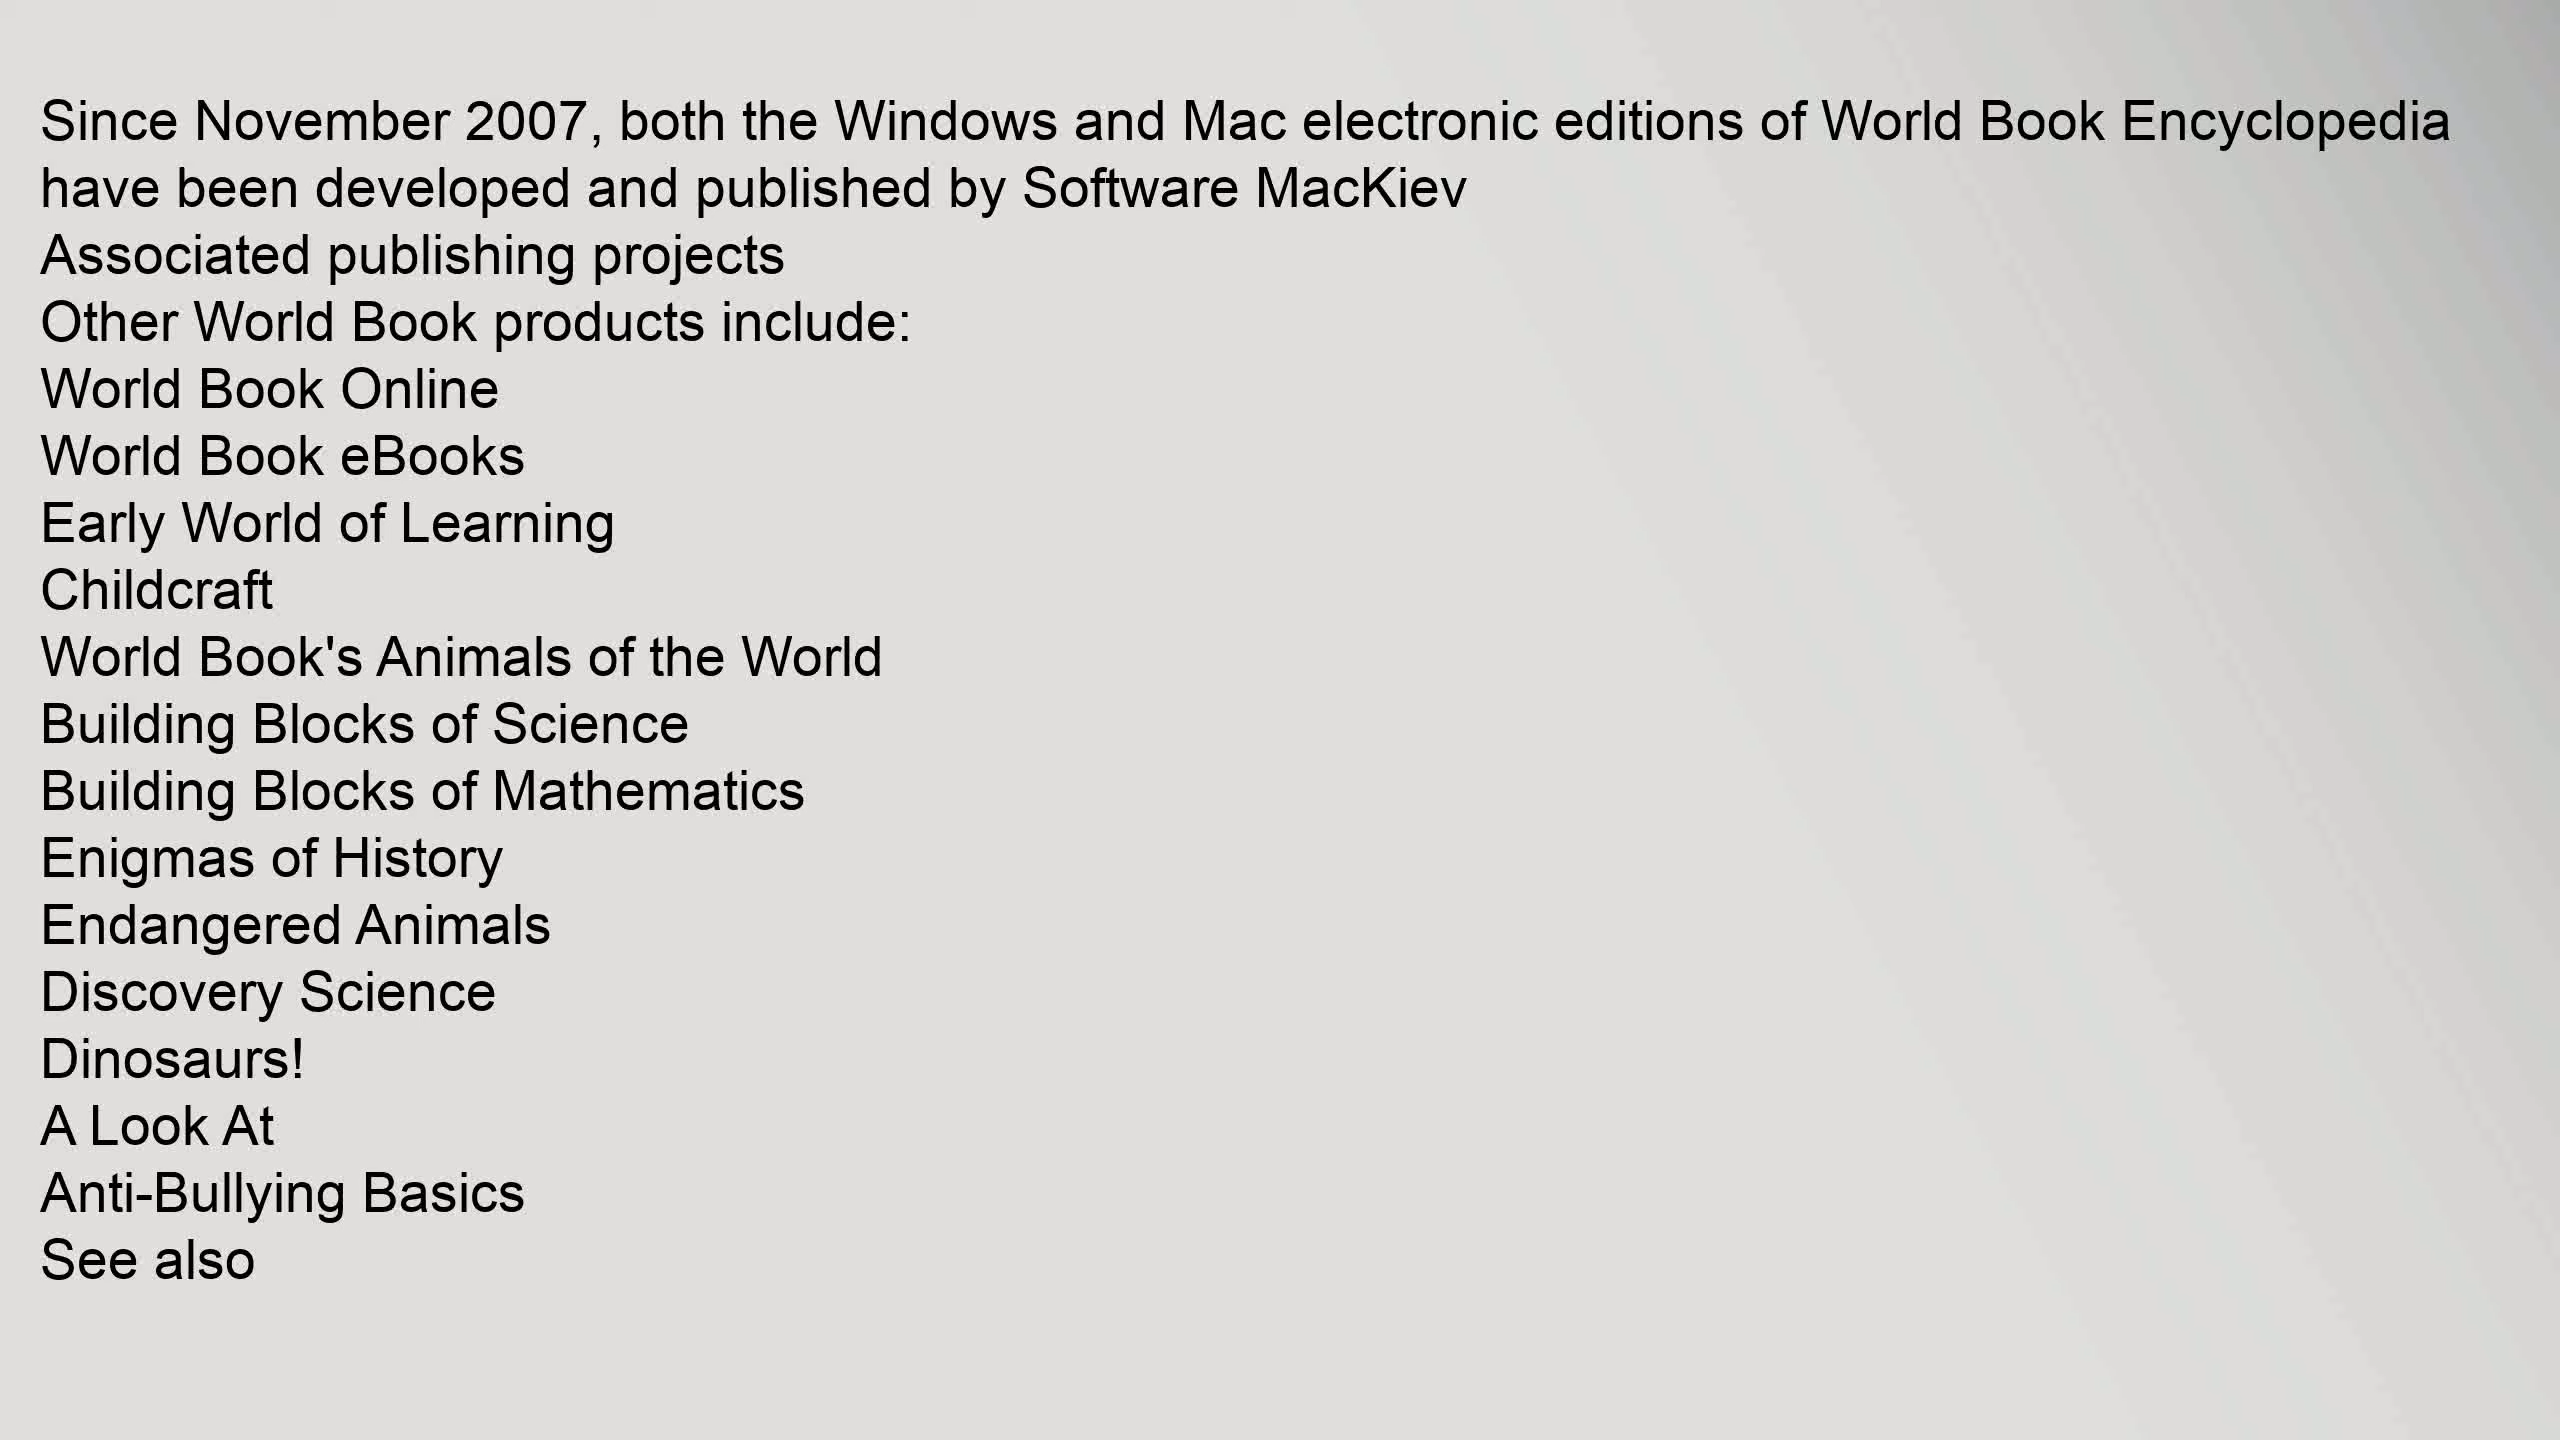 Since November 2007, both the Windows and Mac electronic editions of World Book Encyclopedia
have been developed and published by Software MacKiev
Associated publishing projects
Other World Book products include:
World Book Online
World Book eBooks
Early World of Learning
Childcraft
World Book's Animals of the World
Building Blocks of Science
Building Blocks of Mathematics
Enigmas of History
Endangered Animals
Discovery Science
Dinosaurs!
A Look At
Anti-Bullying Basics
See also